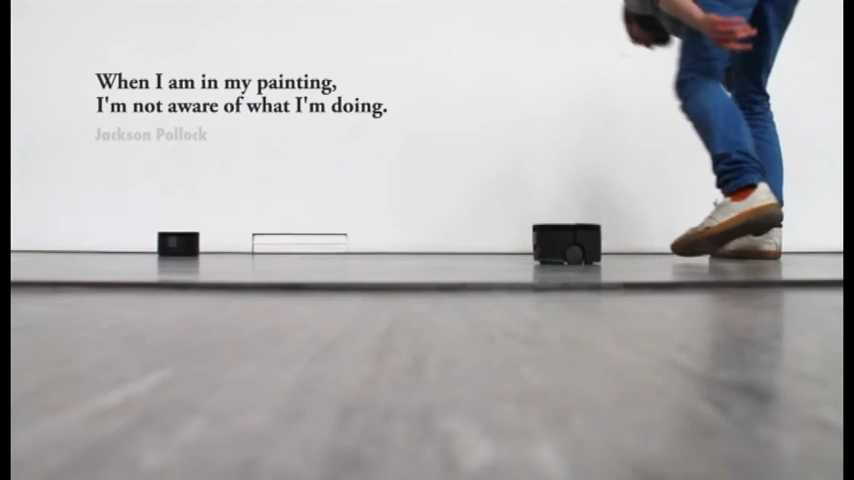 When I am in my painting,
I'm not aware of what I'm doing.
Jackson Pollock